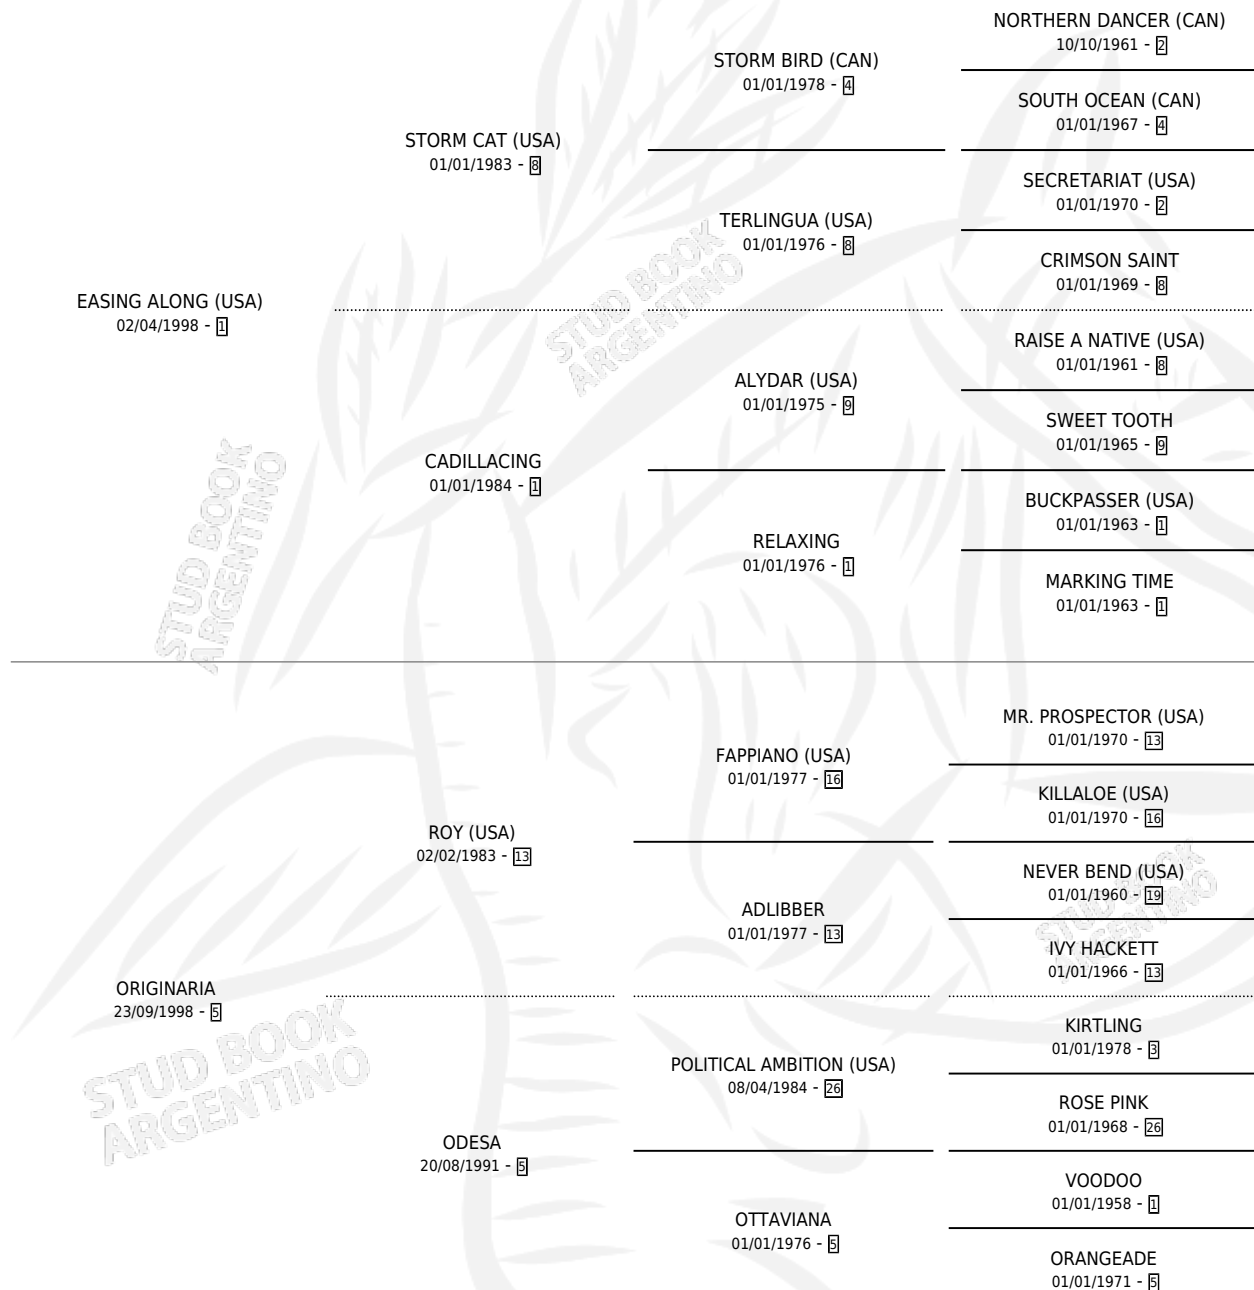 NORTHERN DANCER (CAN)
10/10/1961 - 2
STORM BIRD (CAN)
01/01/1978 - 4
SOUTH OCEAN (CAN)
01/01/1967 - 4
STORM CAT (USA)
01/01/1983 - 8
SECRETARIAT (USA)
01/01/1970 - 2
TERLINGUA (USA)
01/01/1976 - 8
CRIMSON SAINT
01/01/1969 - 8
EASING ALONG (USA)
02/04/1998 - 1
RAISE A NATIVE (USA)
01/01/1961 - 8
ALYDAR (USA)
01/01/1975 - 9
SWEET TOOTH
01/01/1965 - 9
CADILLACING
01/01/1984 - 1
BUCKPASSER (USA)
01/01/1963 - 1
RELAXING
01/01/1976 - 1
MARKING TIME
01/01/1963 - 1
MR. PROSPECTOR (USA)
01/01/1970 - 13
FAPPIANO (USA)
01/01/1977 - 16
KILLALOE (USA)
01/01/1970 - 16
ROY (USA)
02/02/1983 - 13
NEVER BEND (USA)
01/01/1960 - 19
ADLIBBER
01/01/1977 - 13
IVY HACKETT
01/01/1966 - 13
ORIGINARIA
23/09/1998 - 5
KIRTLING
01/01/1978 - 3
POLITICAL AMBITION (USA)
08/04/1984 - 26
ROSE PINK
01/01/1968 - 26
ODESA
20/08/1991 - 5
VOODOO
01/01/1958 - 1
OTTAVIANA
01/01/1976 - 5
ORANGEADE
01/01/1971 - 5
STUD BOOK
ARGENTINO
STUD BOOK
ARGENTINO
STUD BOOK
ARGENTINO
STUD BOOK
ARGENTINO